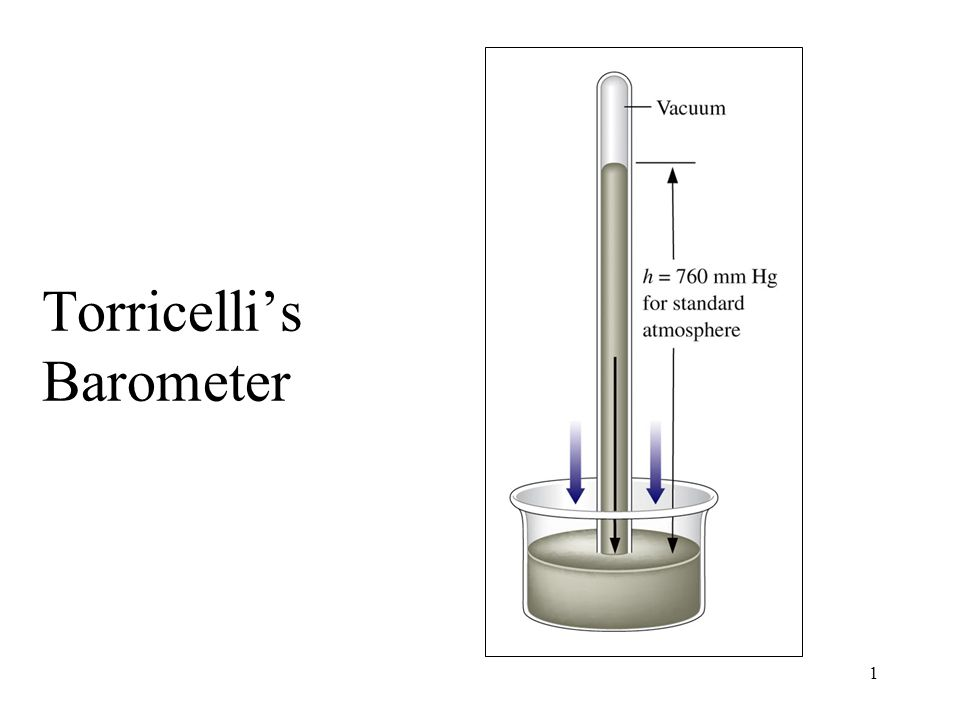 Torricelli’s
Barometer
Vacuum
h = 760 mm Hg
for standard
atmosphere
1